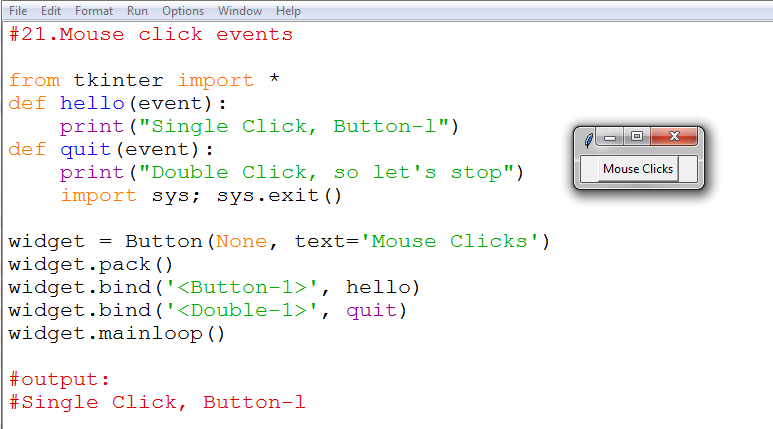 File Edit Format Run Options Window Help
#21.Mouse click events
from tkinter import *
def hello(event):
    print("Single Click, Button-l")
def quit(event):
    print("Double Click, so let's stop")
    import sys; sys.exit()
Mouse Clicks
widget = Button(None, text='Mouse Clicks')
widget.pack()
widget.bind('<Button-1>', hello)
widget.bind('<Double-1>', quit)
widget.mainloop()
#output:
#Single Click, Button-l